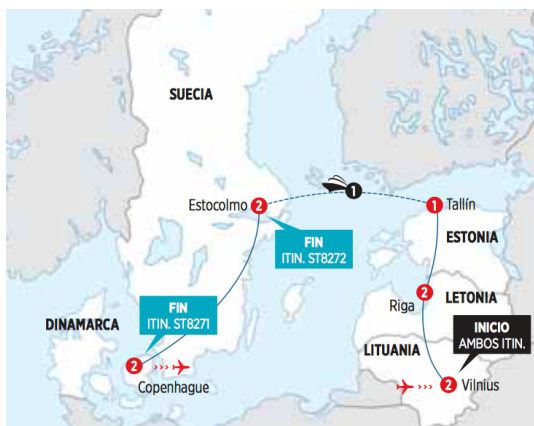 SUECIA
1
Estocolmo 2
1 Tallín
FIN
ITIN. ST8272
ESTONIA
2
Riga
LETONIA
FIN
ITIN. ST8271
DINAMARCA
INICIO
AMBOS ITIN.
LITUANIA
2
Copenhague
2 Vilnius